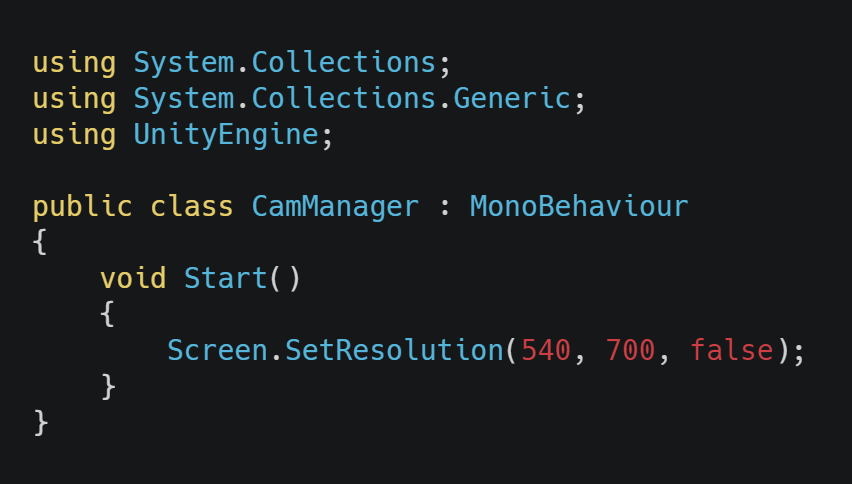 using System.Collections;
using System.Collections.Generic;
using UnityEngine;

public class CamManager : MonoBehaviour
{
    void Start()
    {
        Screen.SetResolution(540, 700, false);
    }
}